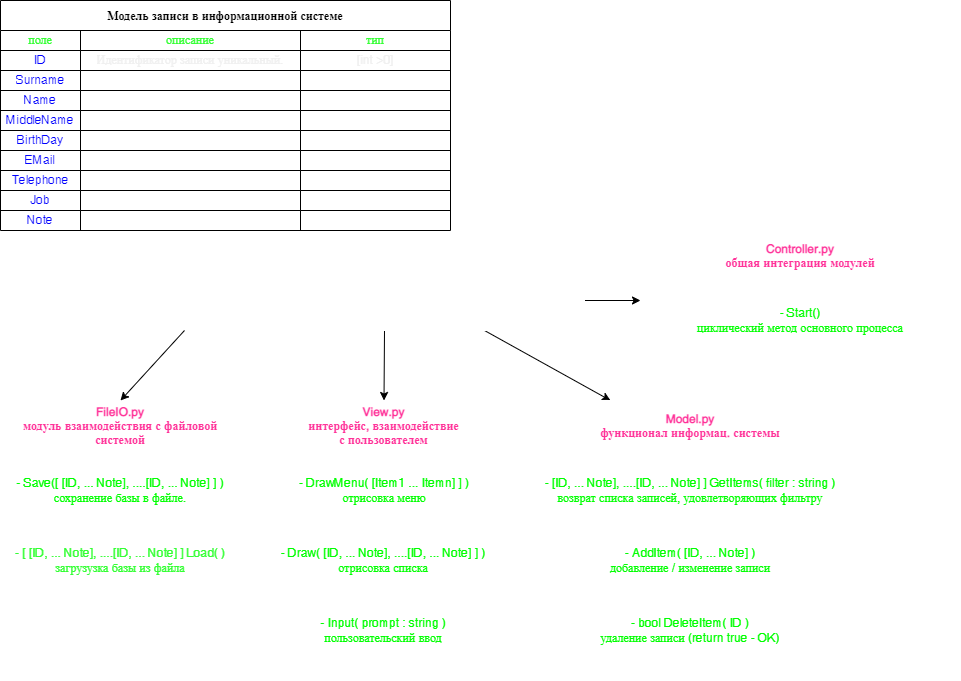 Модель записи в информационной системе
поле описание тип
ID Идентификатор записи уникальный. [int >0]
Surname
Name
MiddleName
BirthDay
EMail
Telephone
Job
Note
Controller.py
общая интеграция модулей
- Start()
циклический метод основного процесса
FileIO.py
модуль взаимодействия с файловой
системой
- Save([ [ID, ... Note], ....[ID, ... Note] ] )
сохранение базы в файле.
- [ [ID, ... Note], ....[ID, ... Note] ] Load( )
загрузузка базы из файла
View.py
интерфейс, взаимодействие
с пользователем
- DrawMenu( [Item1 ... Itemn] ] )
отрисовка меню
- Draw( [ID, ... Note], ....[ID, ... Note] ] )
отрисовка списка
- Input( prompt : string )
пользовательский ввод
Model.py
функционал информац. системы
- [ID, ... Note], ....[ID, ... Note] ] GetItems( filter : string )
возврат списка записей, удовлетворяющих фильтру
- AddItem( [ID, ... Note] )
добавление / изменение записи
- bool DeleteItem( ID )
удаление записи (return true - OK)